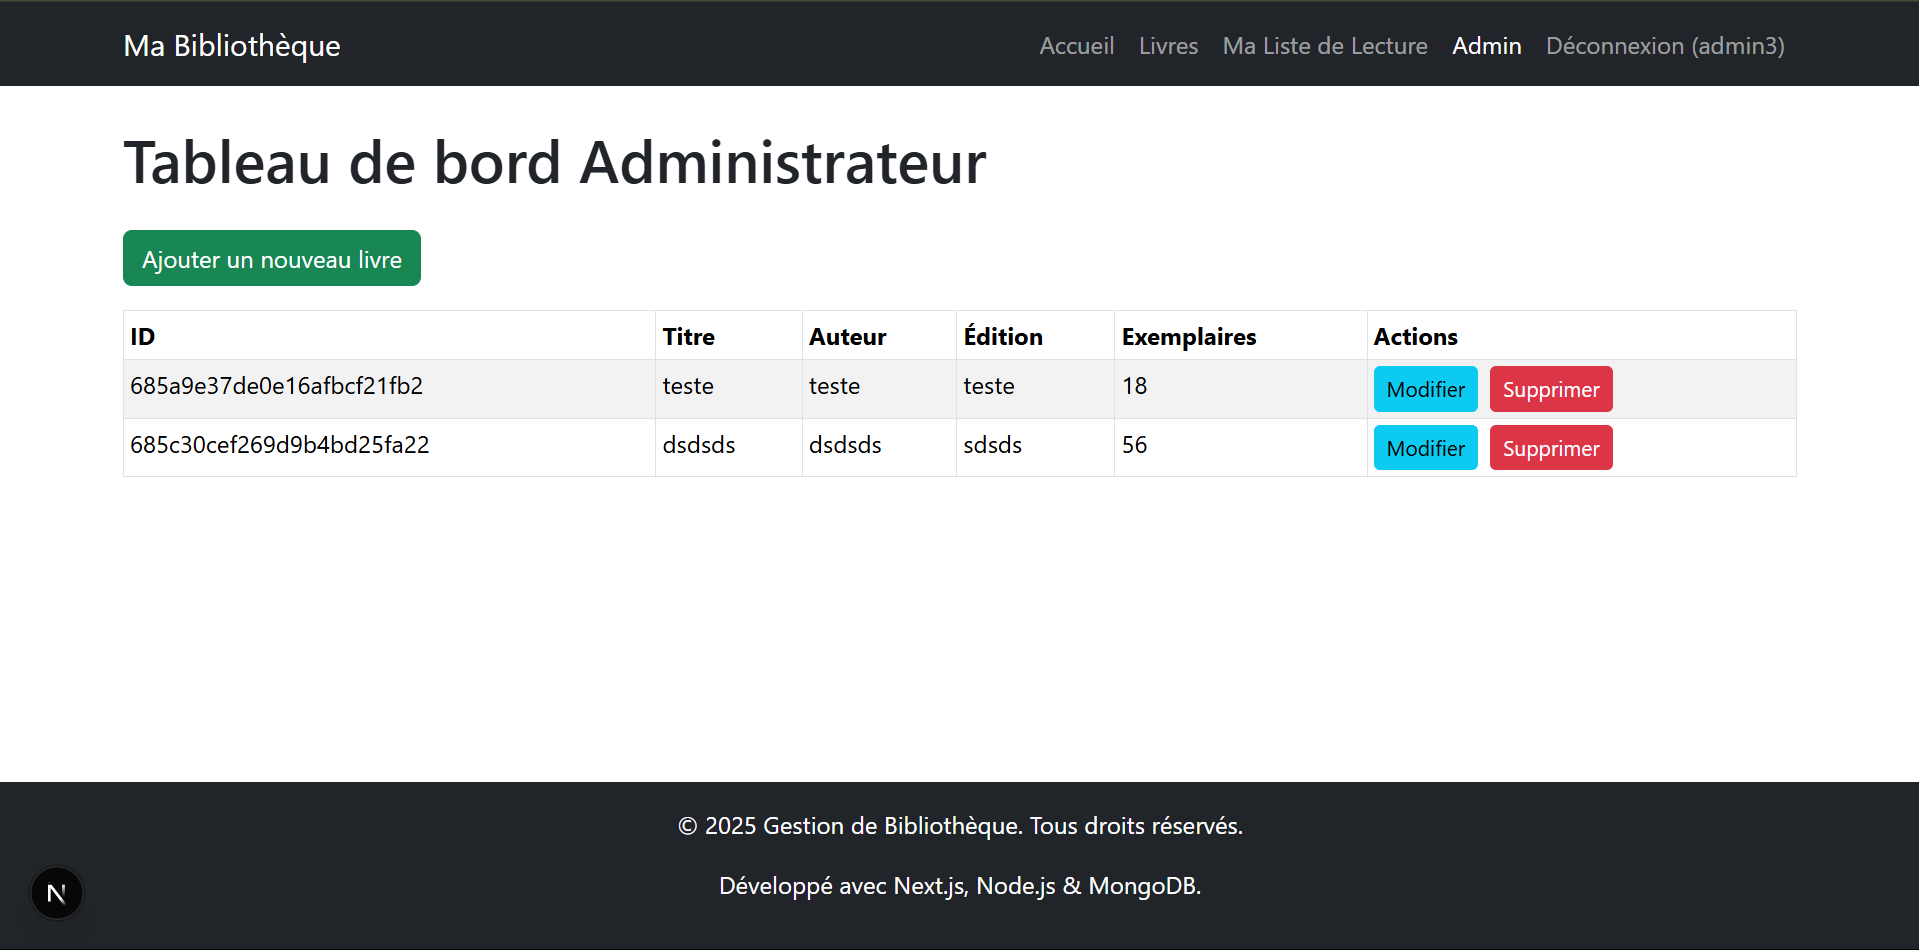 Ma Bibliothèque Accueil Livres Ma Liste de Lecture Admin Déconnexion (admin3)
Tableau de bord Administrateur
Ajouter un nouveau livre
ID Titre Auteur Édition Exemplaires Actions
685a9e37de0e16afbcf21fb2 teste teste teste 18 Modifier Supprimer
685c30cef269d9b4bd25fa22 dsdsds dsdsds sdsds 56 Modifier Supprimer
© 2025 Gestion de Bibliothèque. Tous droits réservés.
Développé avec Next.js, Node.js & MongoDB.
N